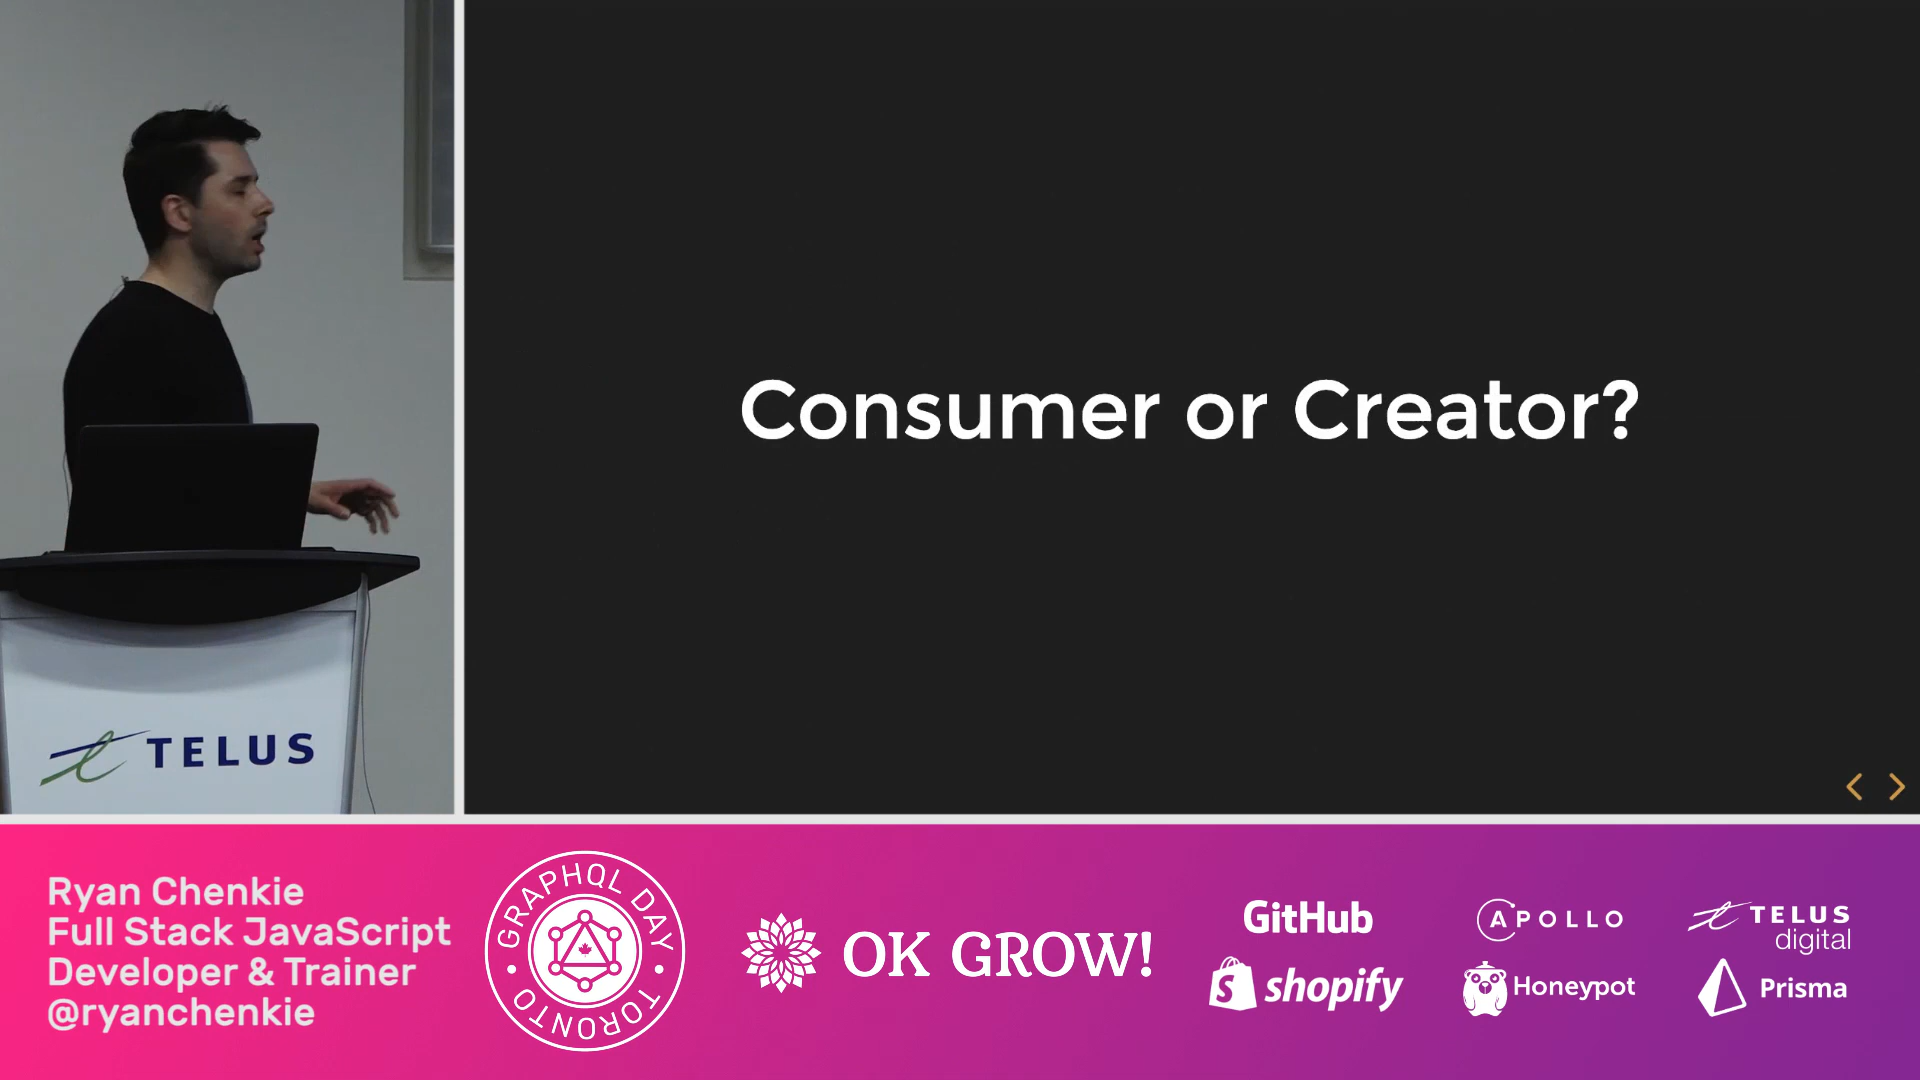 Consumer or Creator?
TELUS
Ryan Chenkie
Full Stack JavaScript
Developer & Trainer
@ryanchenkie
GRAPHQL DAY
TORONTO
OK GROW!
GitHub
APOLLO
TELUS
digital
shopify
Honeypot
Prisma